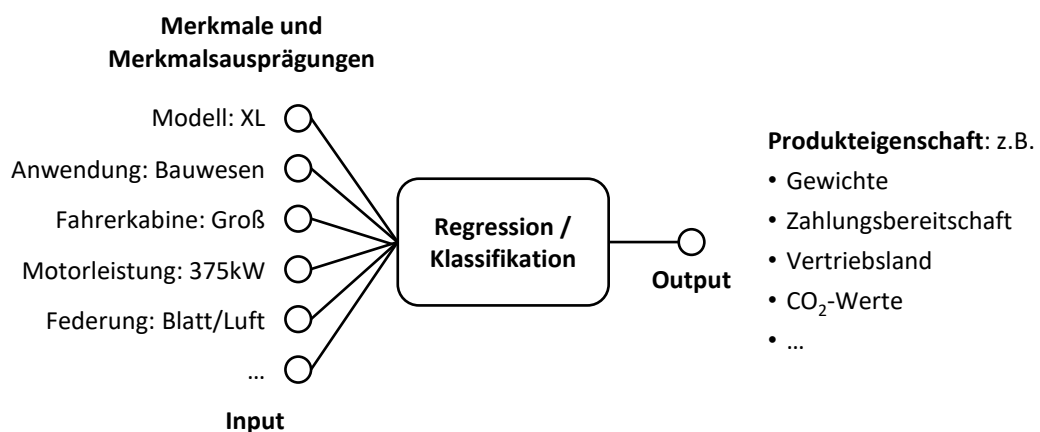 Merkmale und
Merkmalsausprägungen
Modell: XL
Anwendung: Bauwesen
Fahrerkabine: Groß
Motorleistung: 375kW
Federung: Blatt/Luft
...
Input
Regression /
Klassifikation
Output
Produkteigenschaft: z.B.
• Gewichte
• Zahlungsbereitschaft
• Vertriebsland
• CO₂-Werte
• ...